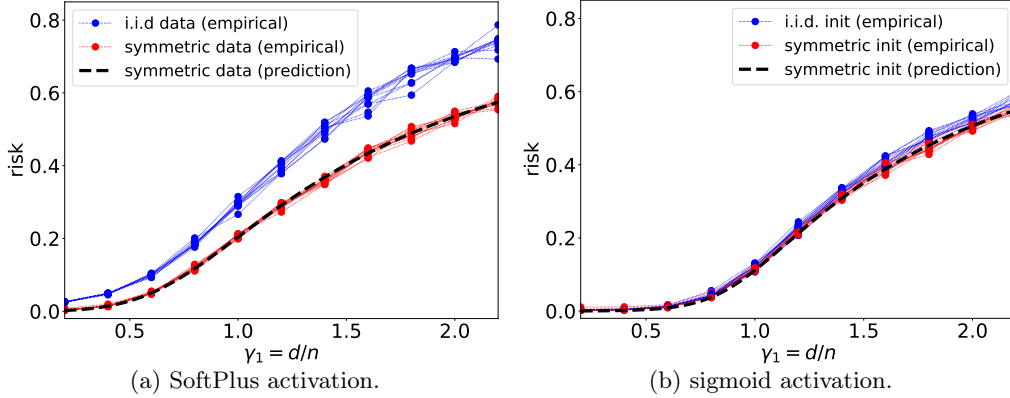 i.i.d data (empirical)
symmetric data (empirical)
symmetric data (prediction)
risk
0.8
0.6
0.4
0.2
0.0
0.5
1.0
1.5
2.0
γ₁ = d/n
(a) SoftPlus activation.
i.i.d. init (empirical)
symmetric init (empirical)
symmetric init (prediction)
risk
0.8
0.6
0.4
0.2
0.0
0.5
1.0
1.5
2.0
γ₁ = d/n
(b) sigmoid activation.